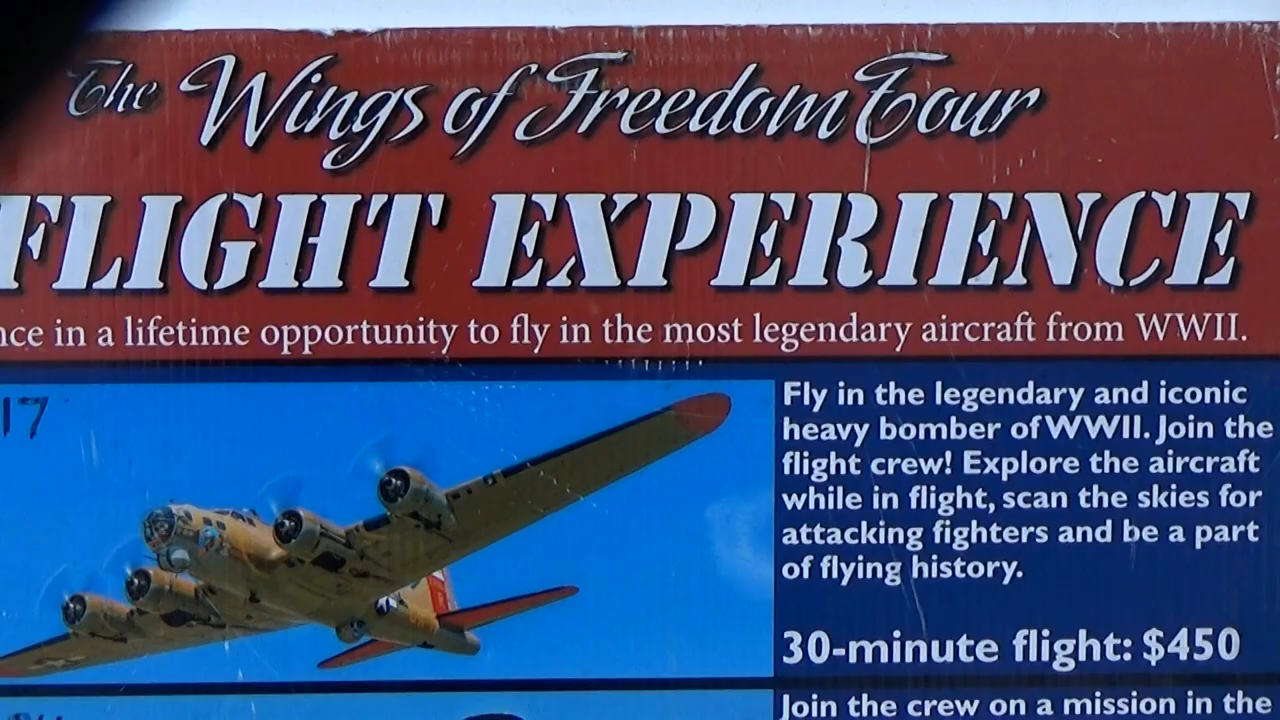 The Wings of Freedom Tour
FLIGHT EXPERIENCE
nce in a lifetime opportunity to fly in the most legendary aircraft from WWII.
17
Fly in the legendary and iconic
heavy bomber of WWII. Join the
flight crew! Explore the aircraft
while in flight, scan the skies for
attacking fighters and be a part
of flying history.
30-minute flight: $450
Join the crew on a mission in the